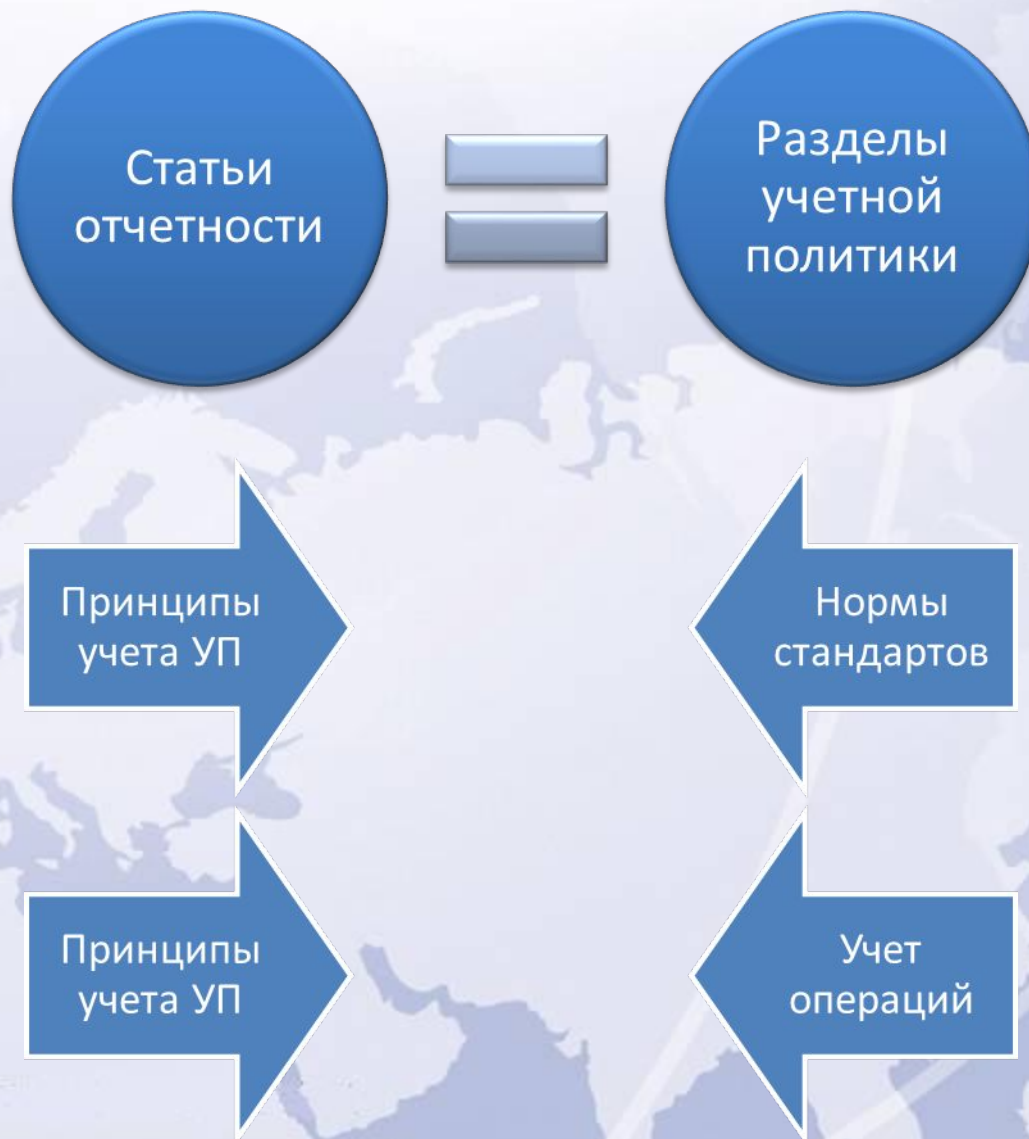 Статьи
отчетности
Разделы
учетной
политики
Принципы
учета УП
Нормы
стандартов
Принципы
учета УП
Учет
операций